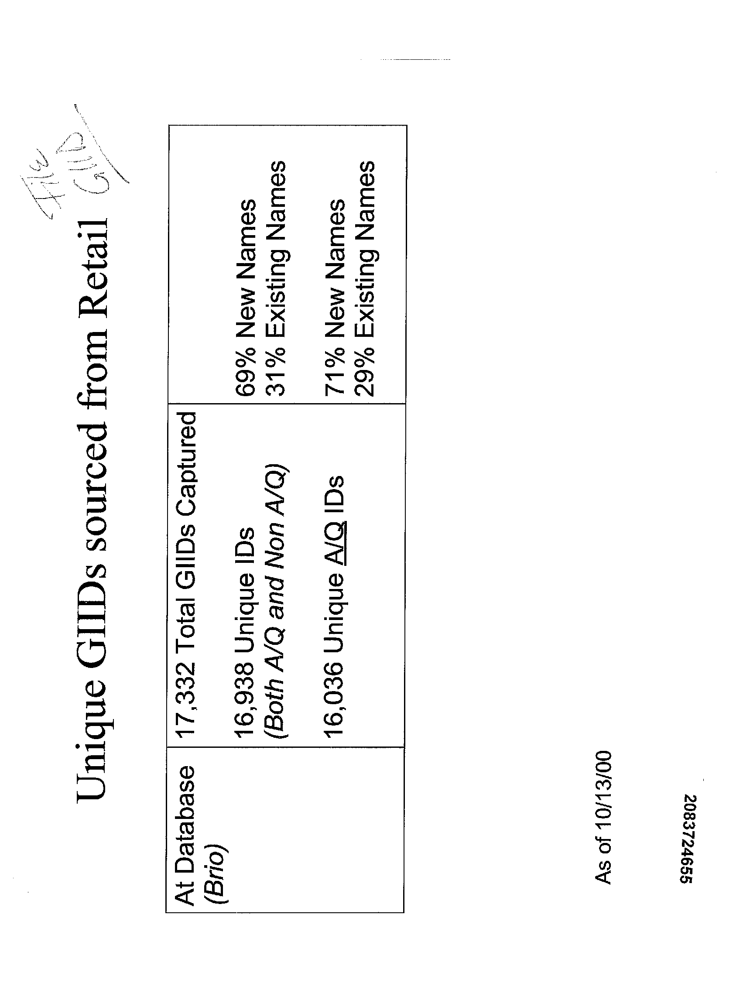 File
GIID
Unique GIIDs sourced from Retail
At Database
(Brio)
17,332 Total GIIDs Captured
16,938 Unique IDs
(Both A/Q and Non A/Q)
69% New Names
31% Existing Names
16,036 Unique A/Q IDs
71% New Names
29% Existing Names
As of 10/13/00
2083724655